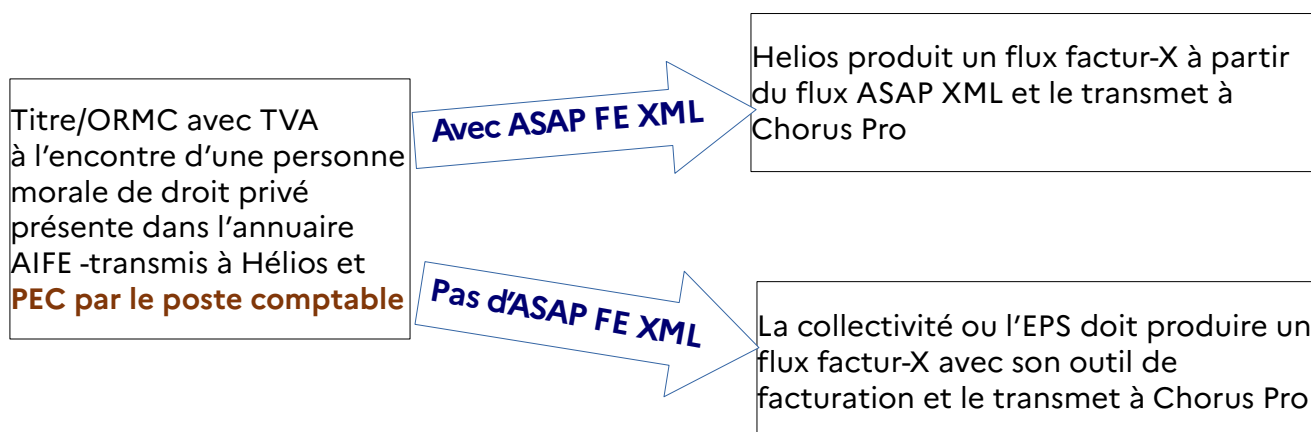 Titre/ORMC avec TVA
à l'encontre d'une personne
morale de droit privé
présente dans l'annuaire
AIFE -transmis à Hélios et
PEC par le poste comptable
Avec ASAP FE XML
Helios produit un flux factur-X à partir
du flux ASAP XML et le transmet à
Chorus Pro
Pas d'ASAP FE XML
La collectivité ou l'EPS doit produire un
flux factur-X avec son outil de
facturation et le transmet à Chorus Pro